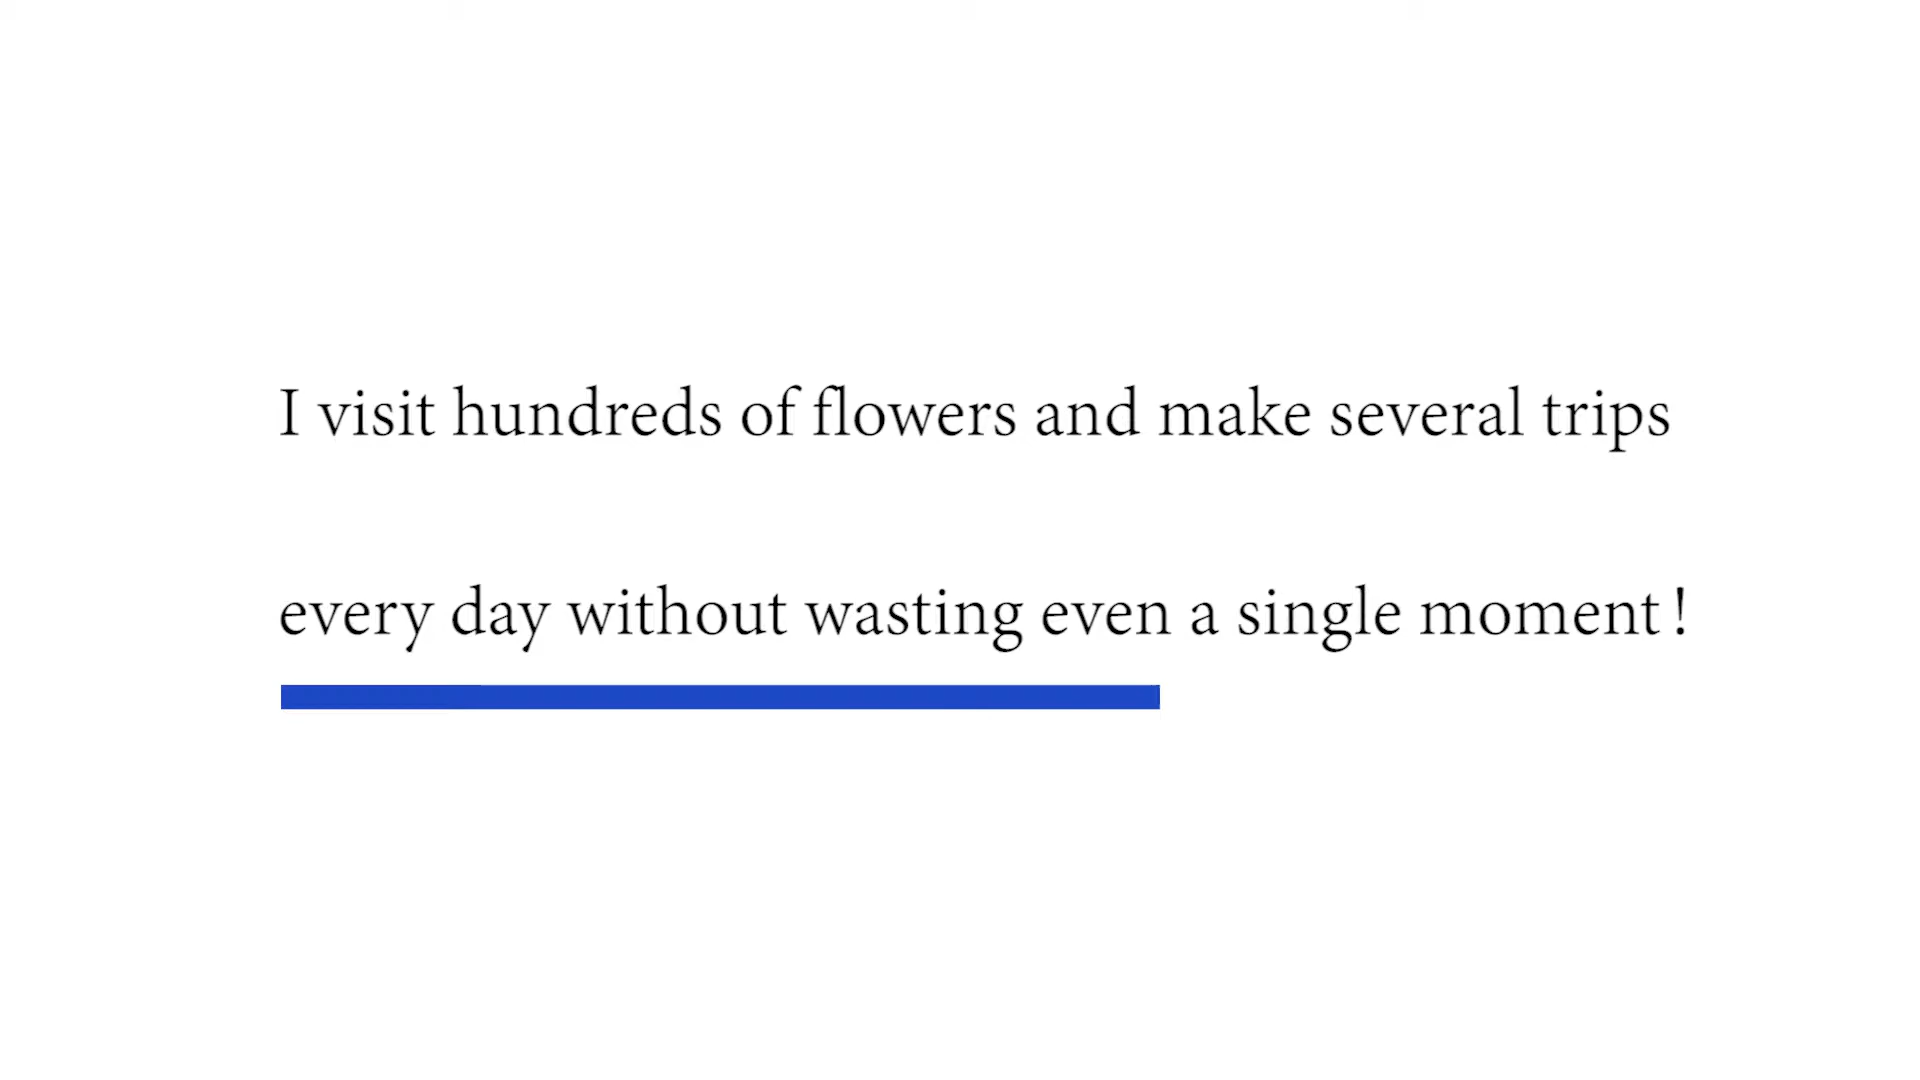 I visit hundreds of flowers and make several trips
every day without wasting even a single moment!